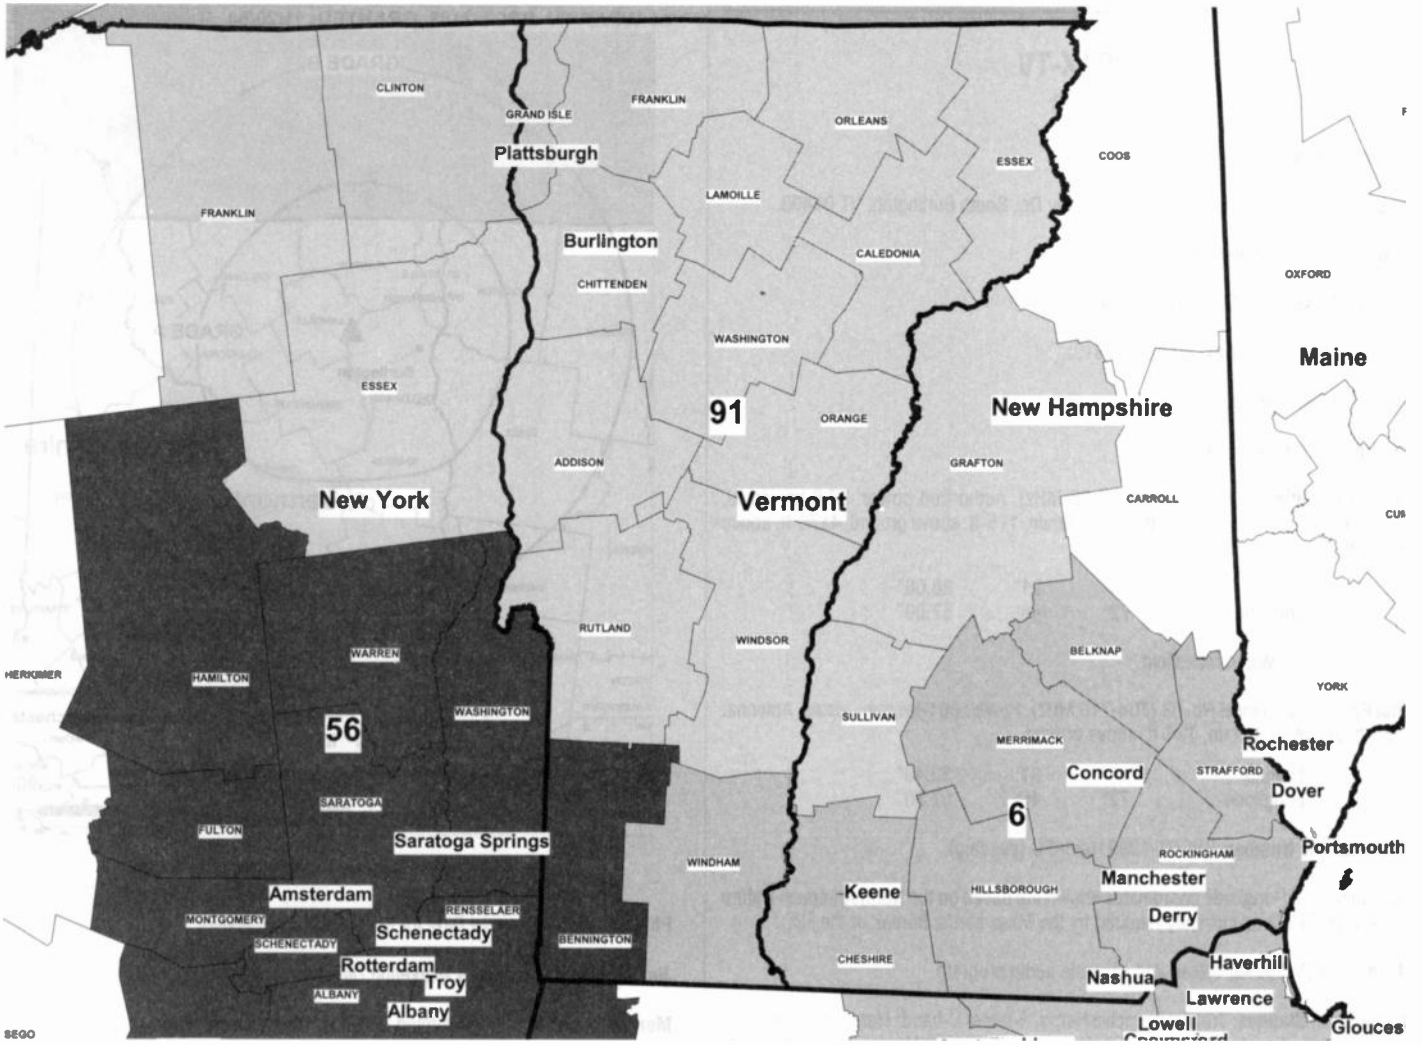 CLINTON
FRANKLIN
GRAND ISLE
ORLEANS
Plattsburgh
ESSEX
COOS
LAMOILLE
FRANKLIN
Burlington
CALEDONIA
OXFORD
CHITTENDEN
WASHINGTON
Maine
ESSEX
91
New Hampshire
ORANGE
ADDISON
GRAFTON
New York
Vermont
CARROLL
CUM
RUTLAND
WINDSOR
BELKNAP
WARREN
HERKIMER
HAMILTON
YORK
WASHINGTON
SULLIVAN
56
MERRIMACK
Rochester
Concord
STRAFFORD
Dover
SARATOGA
6
FULTON
Saratoga Springs
Portsmouth
ROCKINGHAM
WINDHAM
Manchester
Amsterdam
Keene
HILLSBOROUGH
RENSSELAER
Derry
MONTGOMERY
Schenectady
BENNINGTON
SCHENECTADY
CHESHIRE
Haverhill
Rotterdam
Nashua
Troy
ALBANY
Lawrence
Albany
Lowell
Glouces
SEGO